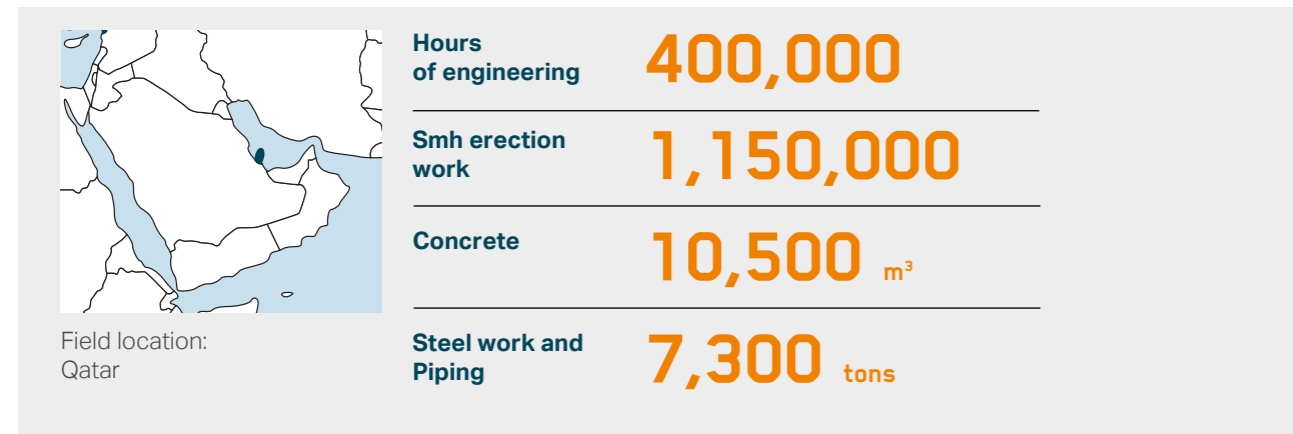 Hours
of engineering
400,000
Smh erection
work
1,150,000
Concrete
10,500 m³
Steel work and
Piping
7,300 tons
Field location:
Qatar